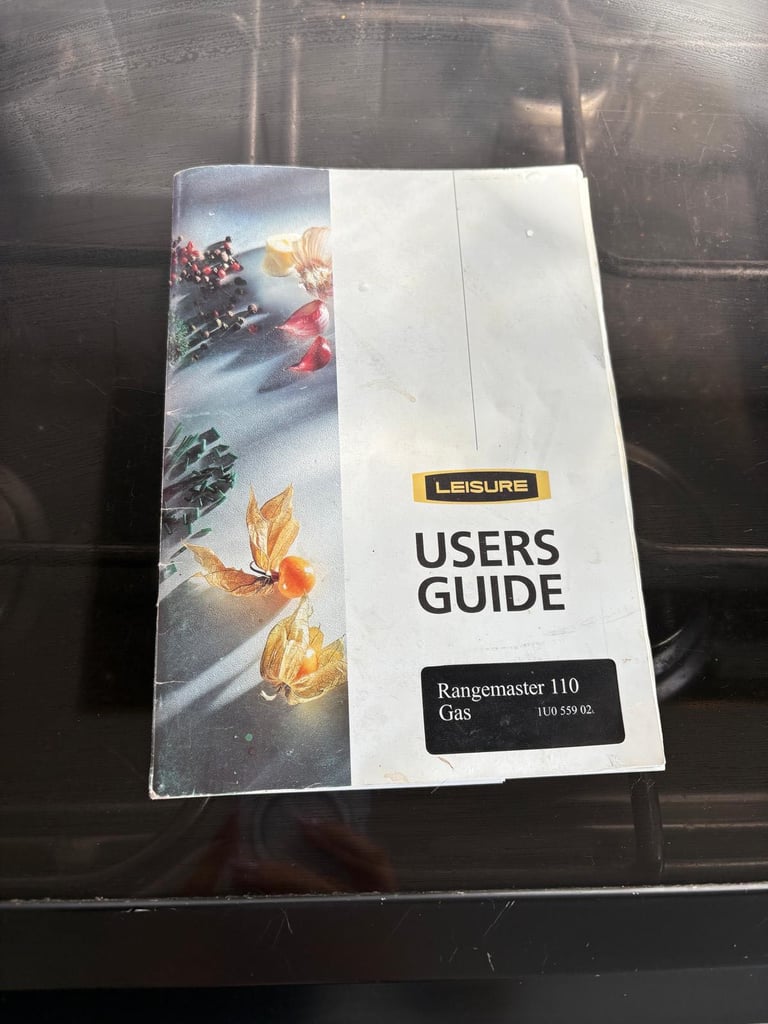 LEISURE
USERS
GUIDE
Rangemaster 110
Gas 1U0 559 02.